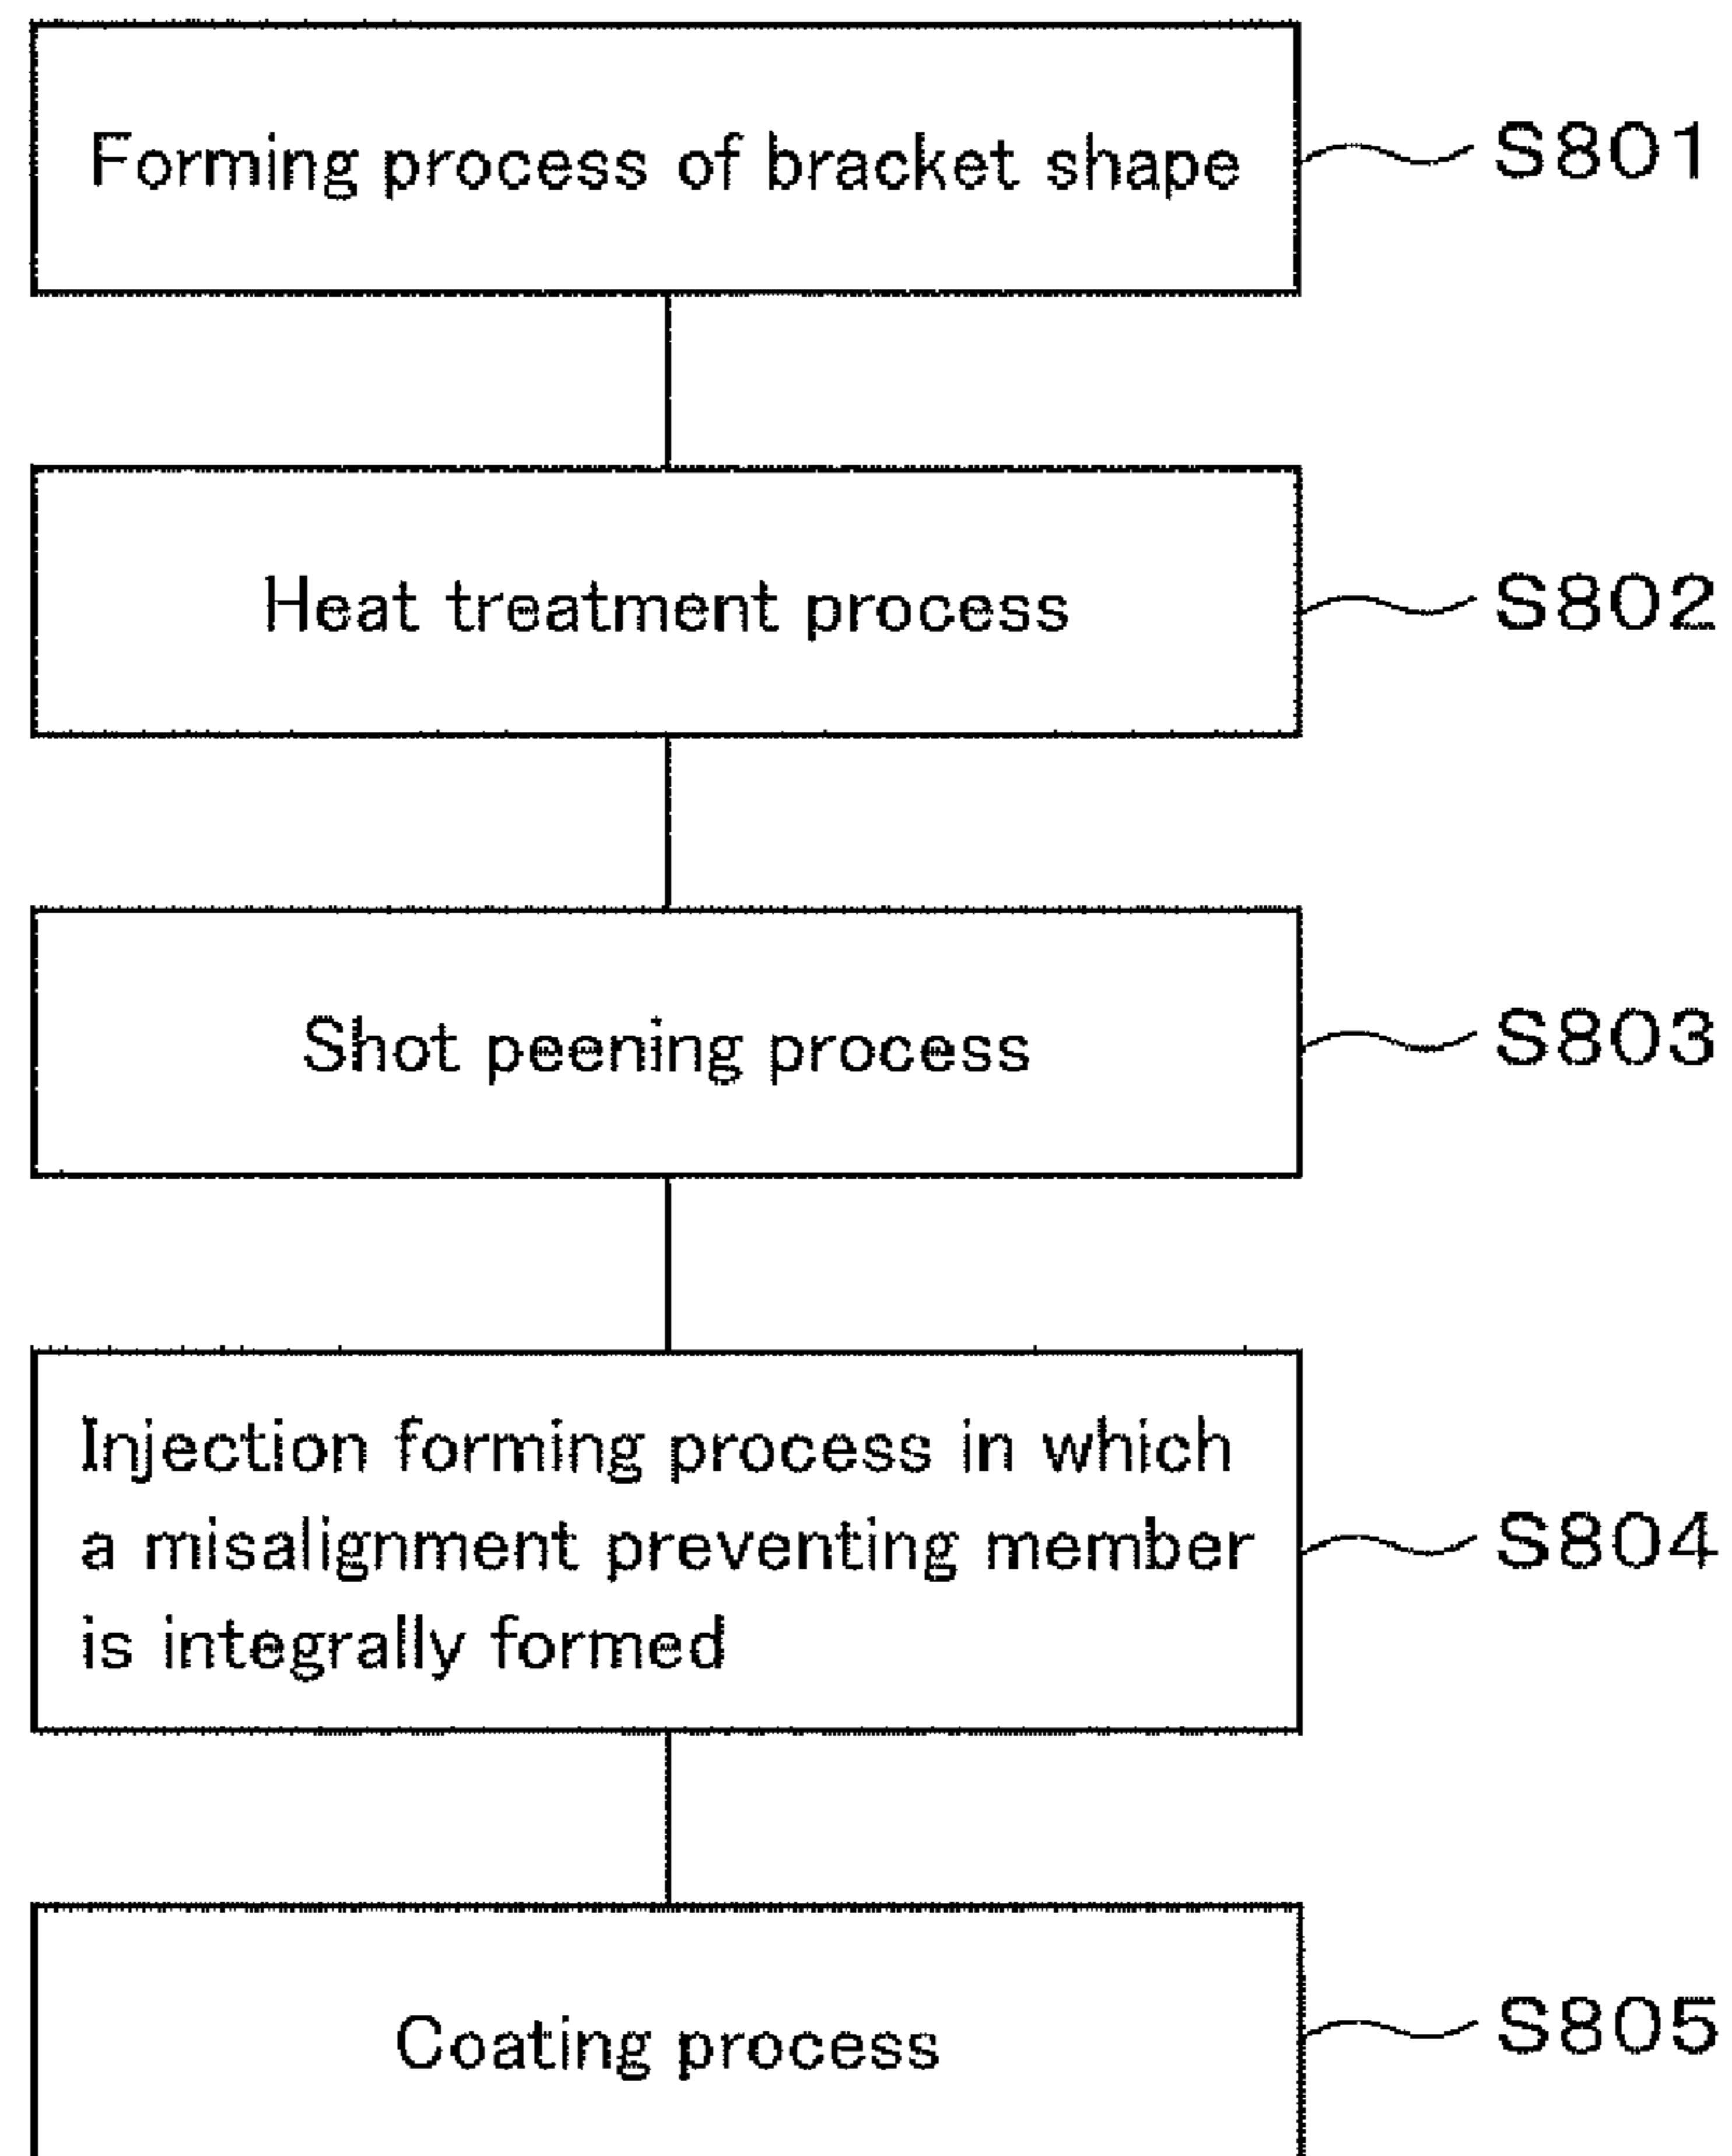 Forming process of bracket shape
S801
Heat treatment process
S802
Shot peening process
S803
Injection forming process in which
a misalignment preventing member
is integrally formed
S804
Coating process
S805